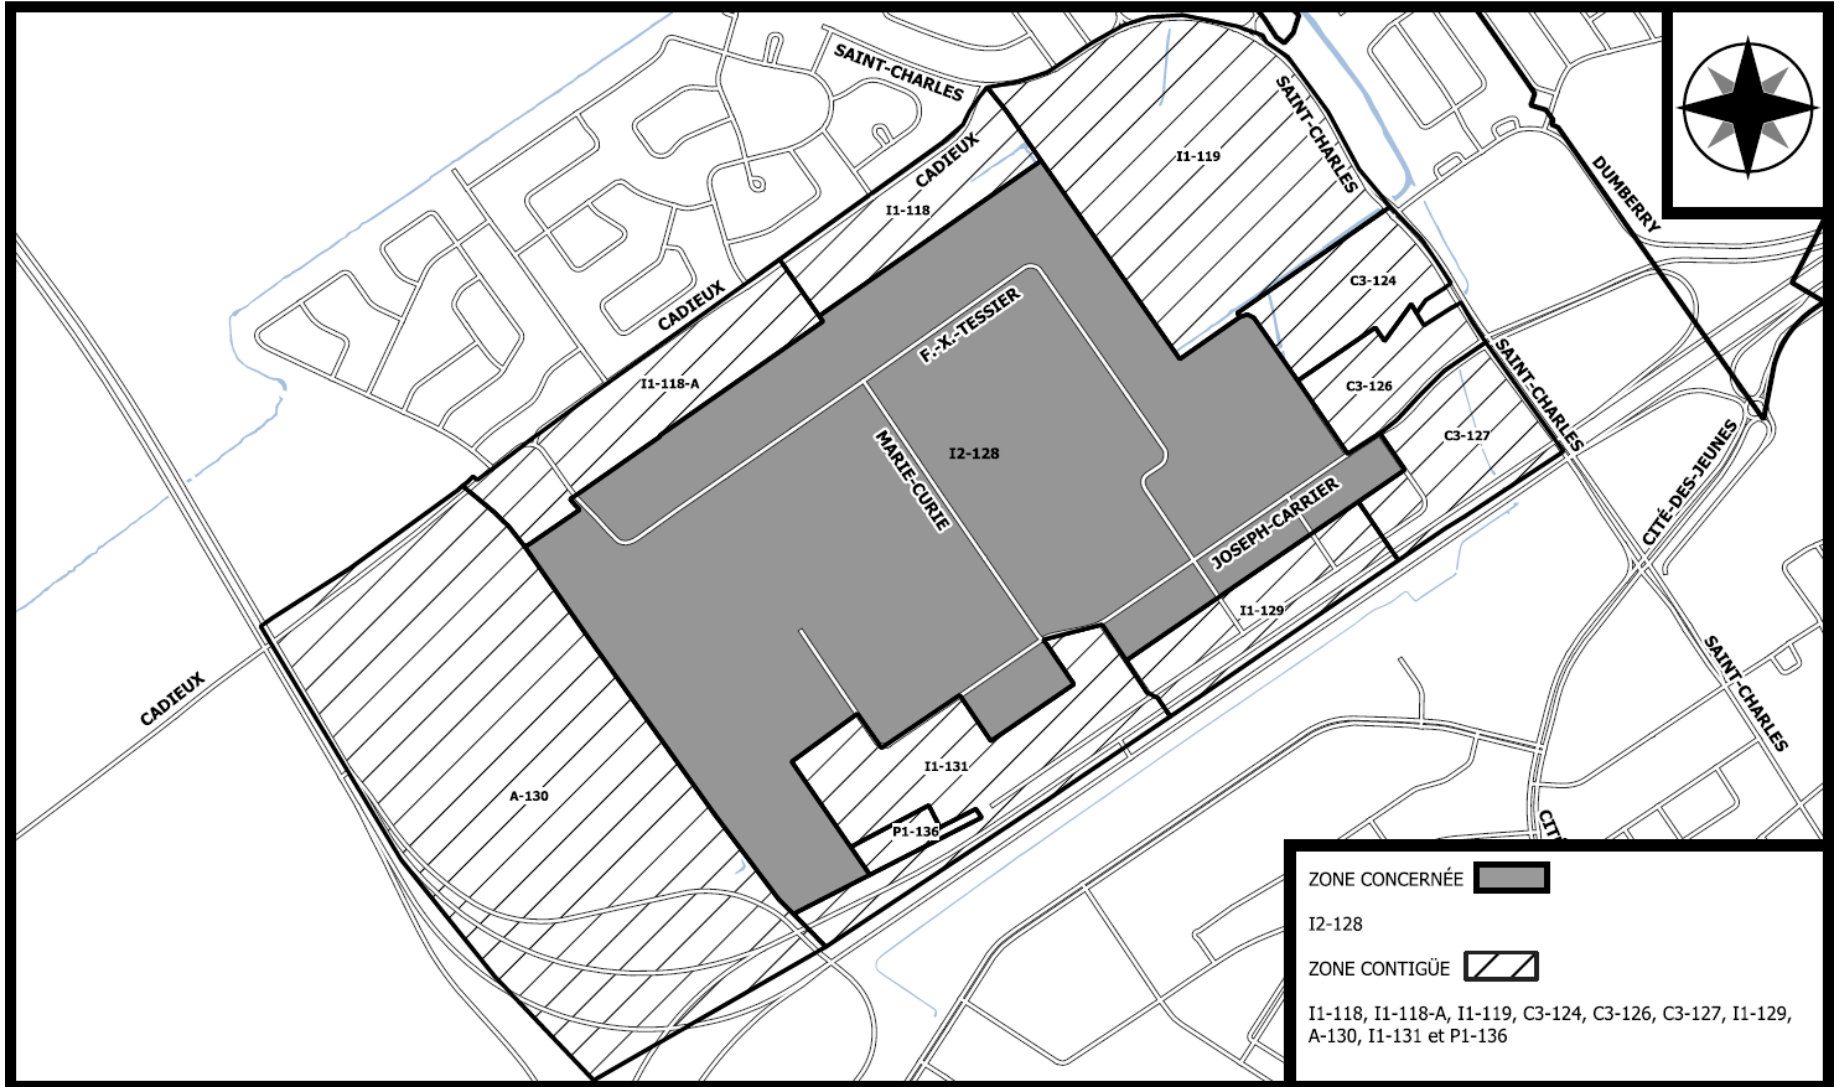 SAINT-CHARLES
SAINT-CHARLES
CADIEUX
I1-119
DUMBERRY
I1-118
C3-124
CADIEUX
F.-X.-TESSIER
I1-118-A
C3-126
SAINT-CHARLES
MARIE-CURIE
I2-128
C3-127
CITÉ-DES-JEUNES
JOSEPH-CARRIER
I1-129
SAINT-CHARLES
CADIEUX
I1-131
A-130
P1-136
CIT
ZONE CONCERNÉE
I2-128
ZONE CONTIGÜE
I1-118, I1-118-A, I1-119, C3-124, C3-126, C3-127, I1-129,
A-130, I1-131 et P1-136